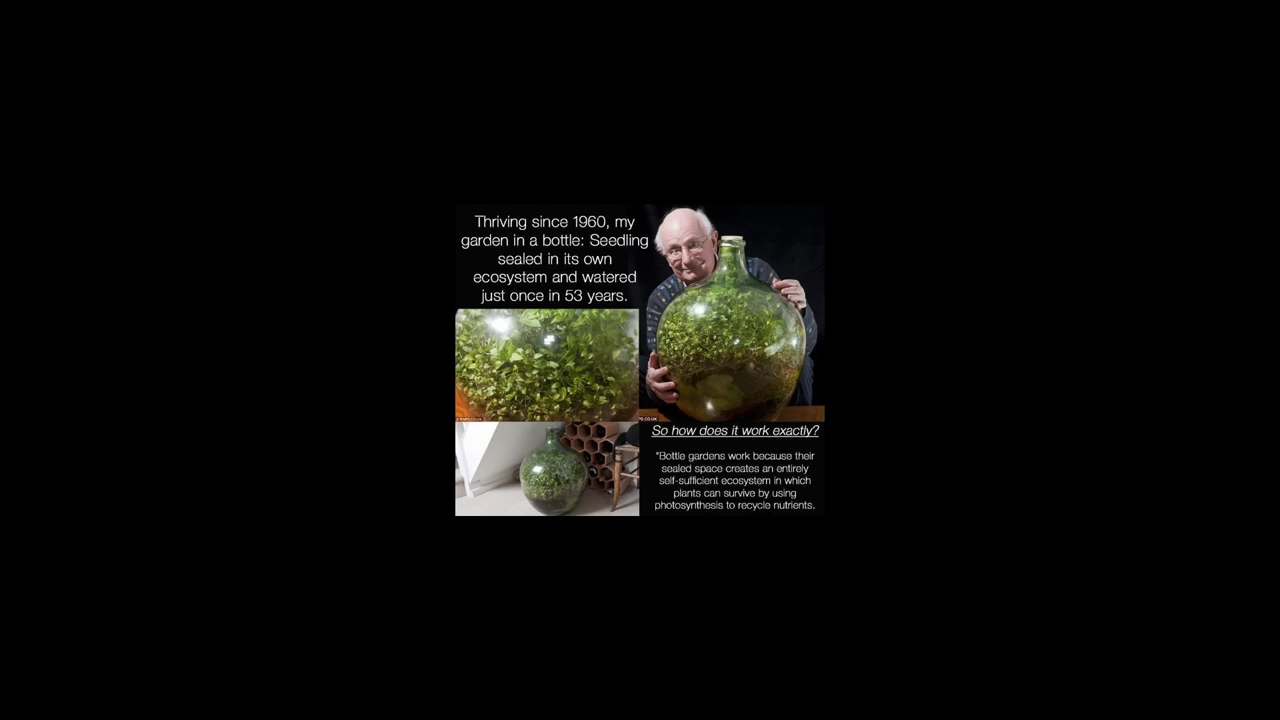 Thriving since 1960, my
garden in a bottle: Seedling
sealed in its own
ecosystem and watered
just once in 53 years.
So how does it work exactly?
"Bottle gardens work because their
sealed space creates an entirely
self-sufficient ecosystem in which
plants can survive by using
photosynthesis to recycle nutrients.